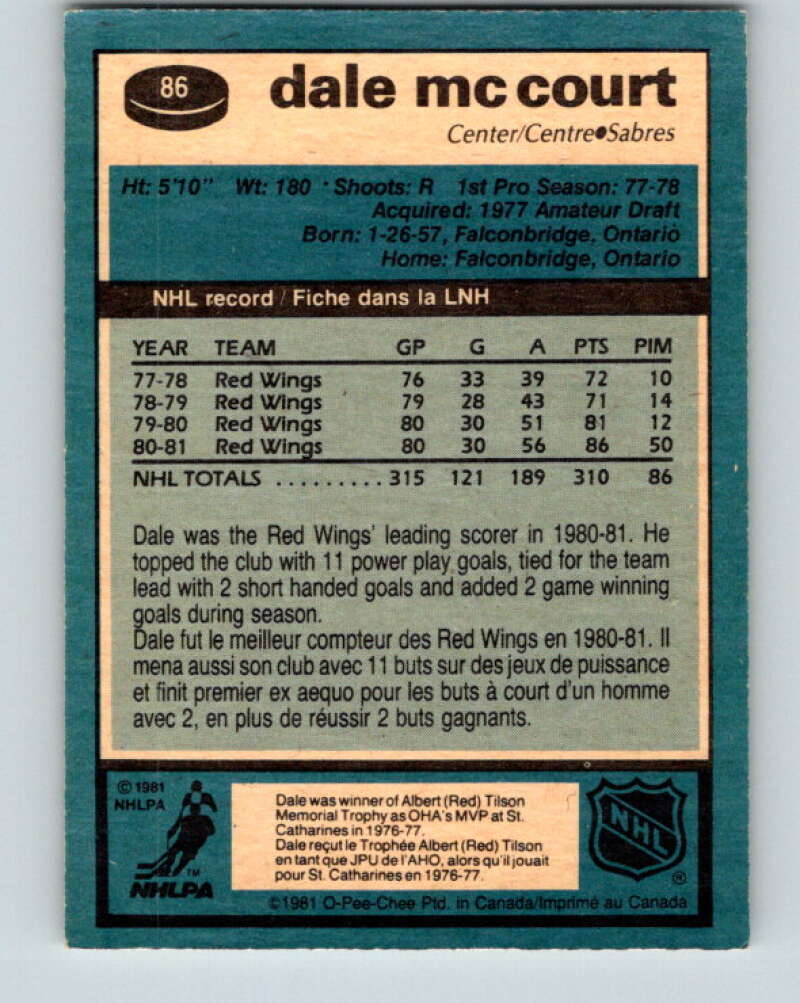 86
dale mc court
Center/Centre●Sabres
Ht: 5'10" Wt: 180 Shoots: R 1st Pro Season: 77-78
Acquired: 1977 Amateur Draft
Born: 1-26-57, Falconbridge, Ontario
Home: Falconbridge, Ontario
NHL record / Fiche dans la LNH
YEAR TEAM GP G A PTS PIM
77-78 Red Wings 76 33 39 72 10
78-79 Red Wings 79 28 43 71 14
79-80 Red Wings 80 30 51 81 12
80-81 Red Wings 80 30 56 86 50
NHL TOTALS .......... 315 121 189 310 86
Dale was the Red Wings' leading scorer in 1980-81. He
topped the club with 11 power play goals, tied for the team
lead with 2 short handed goals and added 2 game winning
goals during season.
Dale fut le meilleur compteur des Red Wings en 1980-81. Il
mena aussi son club avec 11 buts sur des jeux de puissance
et finit premier ex aequo pour les buts à court d'un homme
avec 2, en plus de réussir 2 buts gagnants.
© 1981
NHLPA
TM
NHLPA
Dale was winner of Albert (Red) Tilson
Memorial Trophy as OHA's MVP at St.
Catharines in 1976-77.
Dale reçut le Trophée Albert (Red) Tilson
en tant que JPU de l'AHO, alors qu'il jouait
pour St. Catharines en 1976-77.
NHL
®
©1981 O-Pee-Chee Ptd. in Canada/Imprimé au Canada